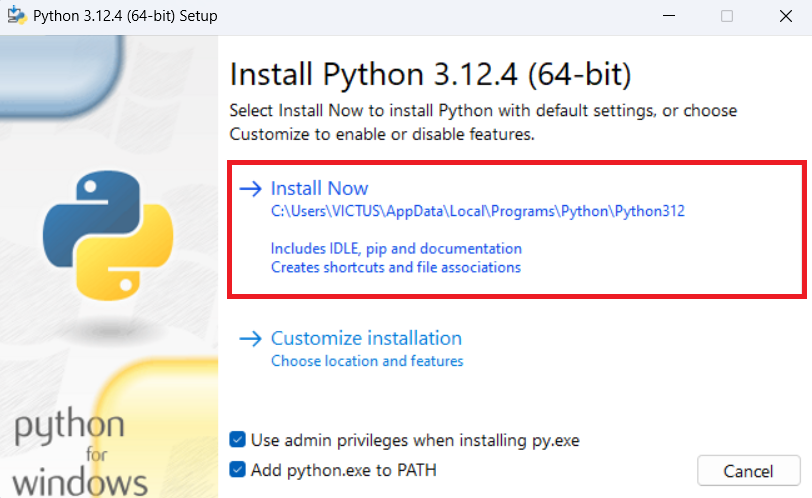 Python 3.12.4 (64-bit) Setup
Install Python 3.12.4 (64-bit)
Select Install Now to install Python with default settings, or choose
Customize to enable or disable features.
Install Now
C:\Users\VICTUS\AppData\Local\Programs\Python\Python312
Includes IDLE, pip and documentation
Creates shortcuts and file associations
Customize installation
Choose location and features
Use admin privileges when installing py.exe
Add python.exe to PATH
Cancel
python
for
windows